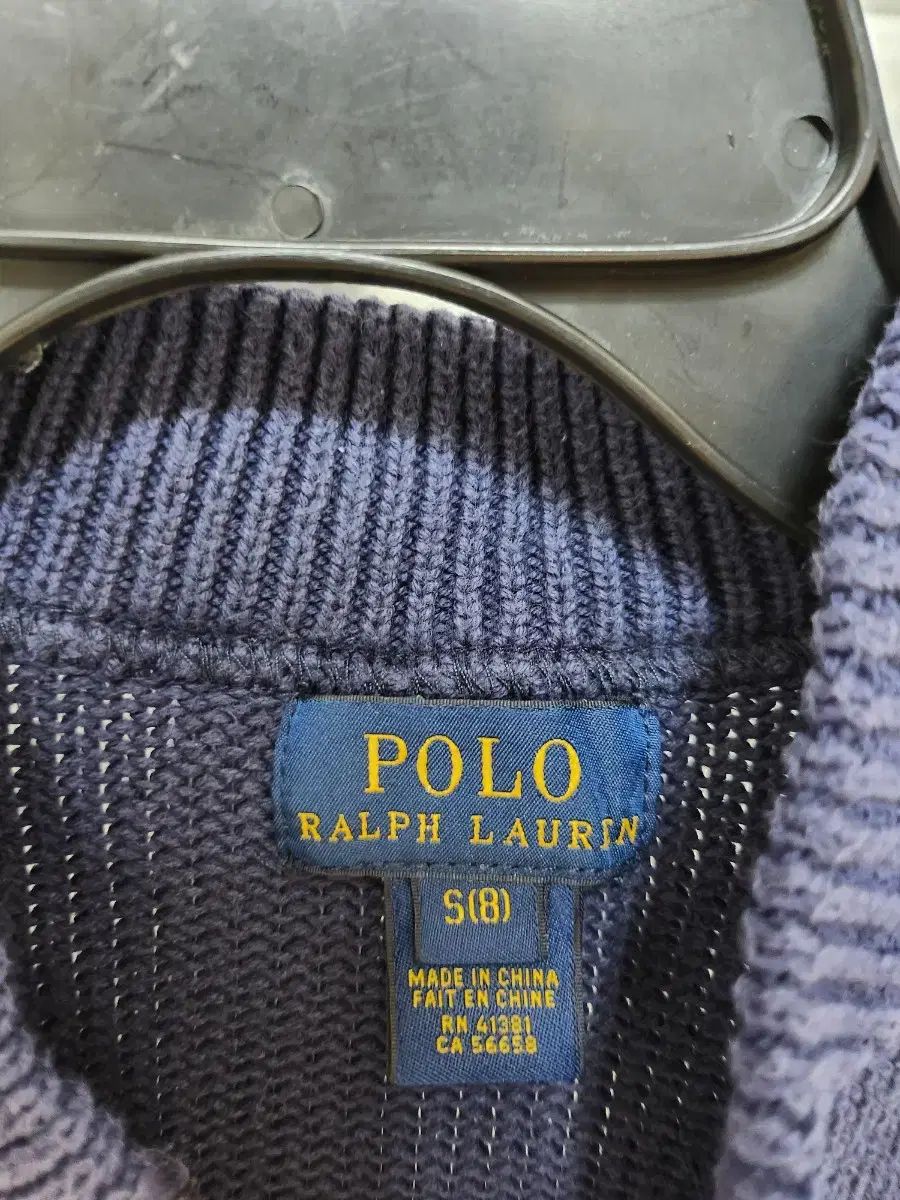 POLO
RALPH LAUREN
S(8)
MADE IN CHINA
FAIT EN CHINE
RN 41381
CA 56658